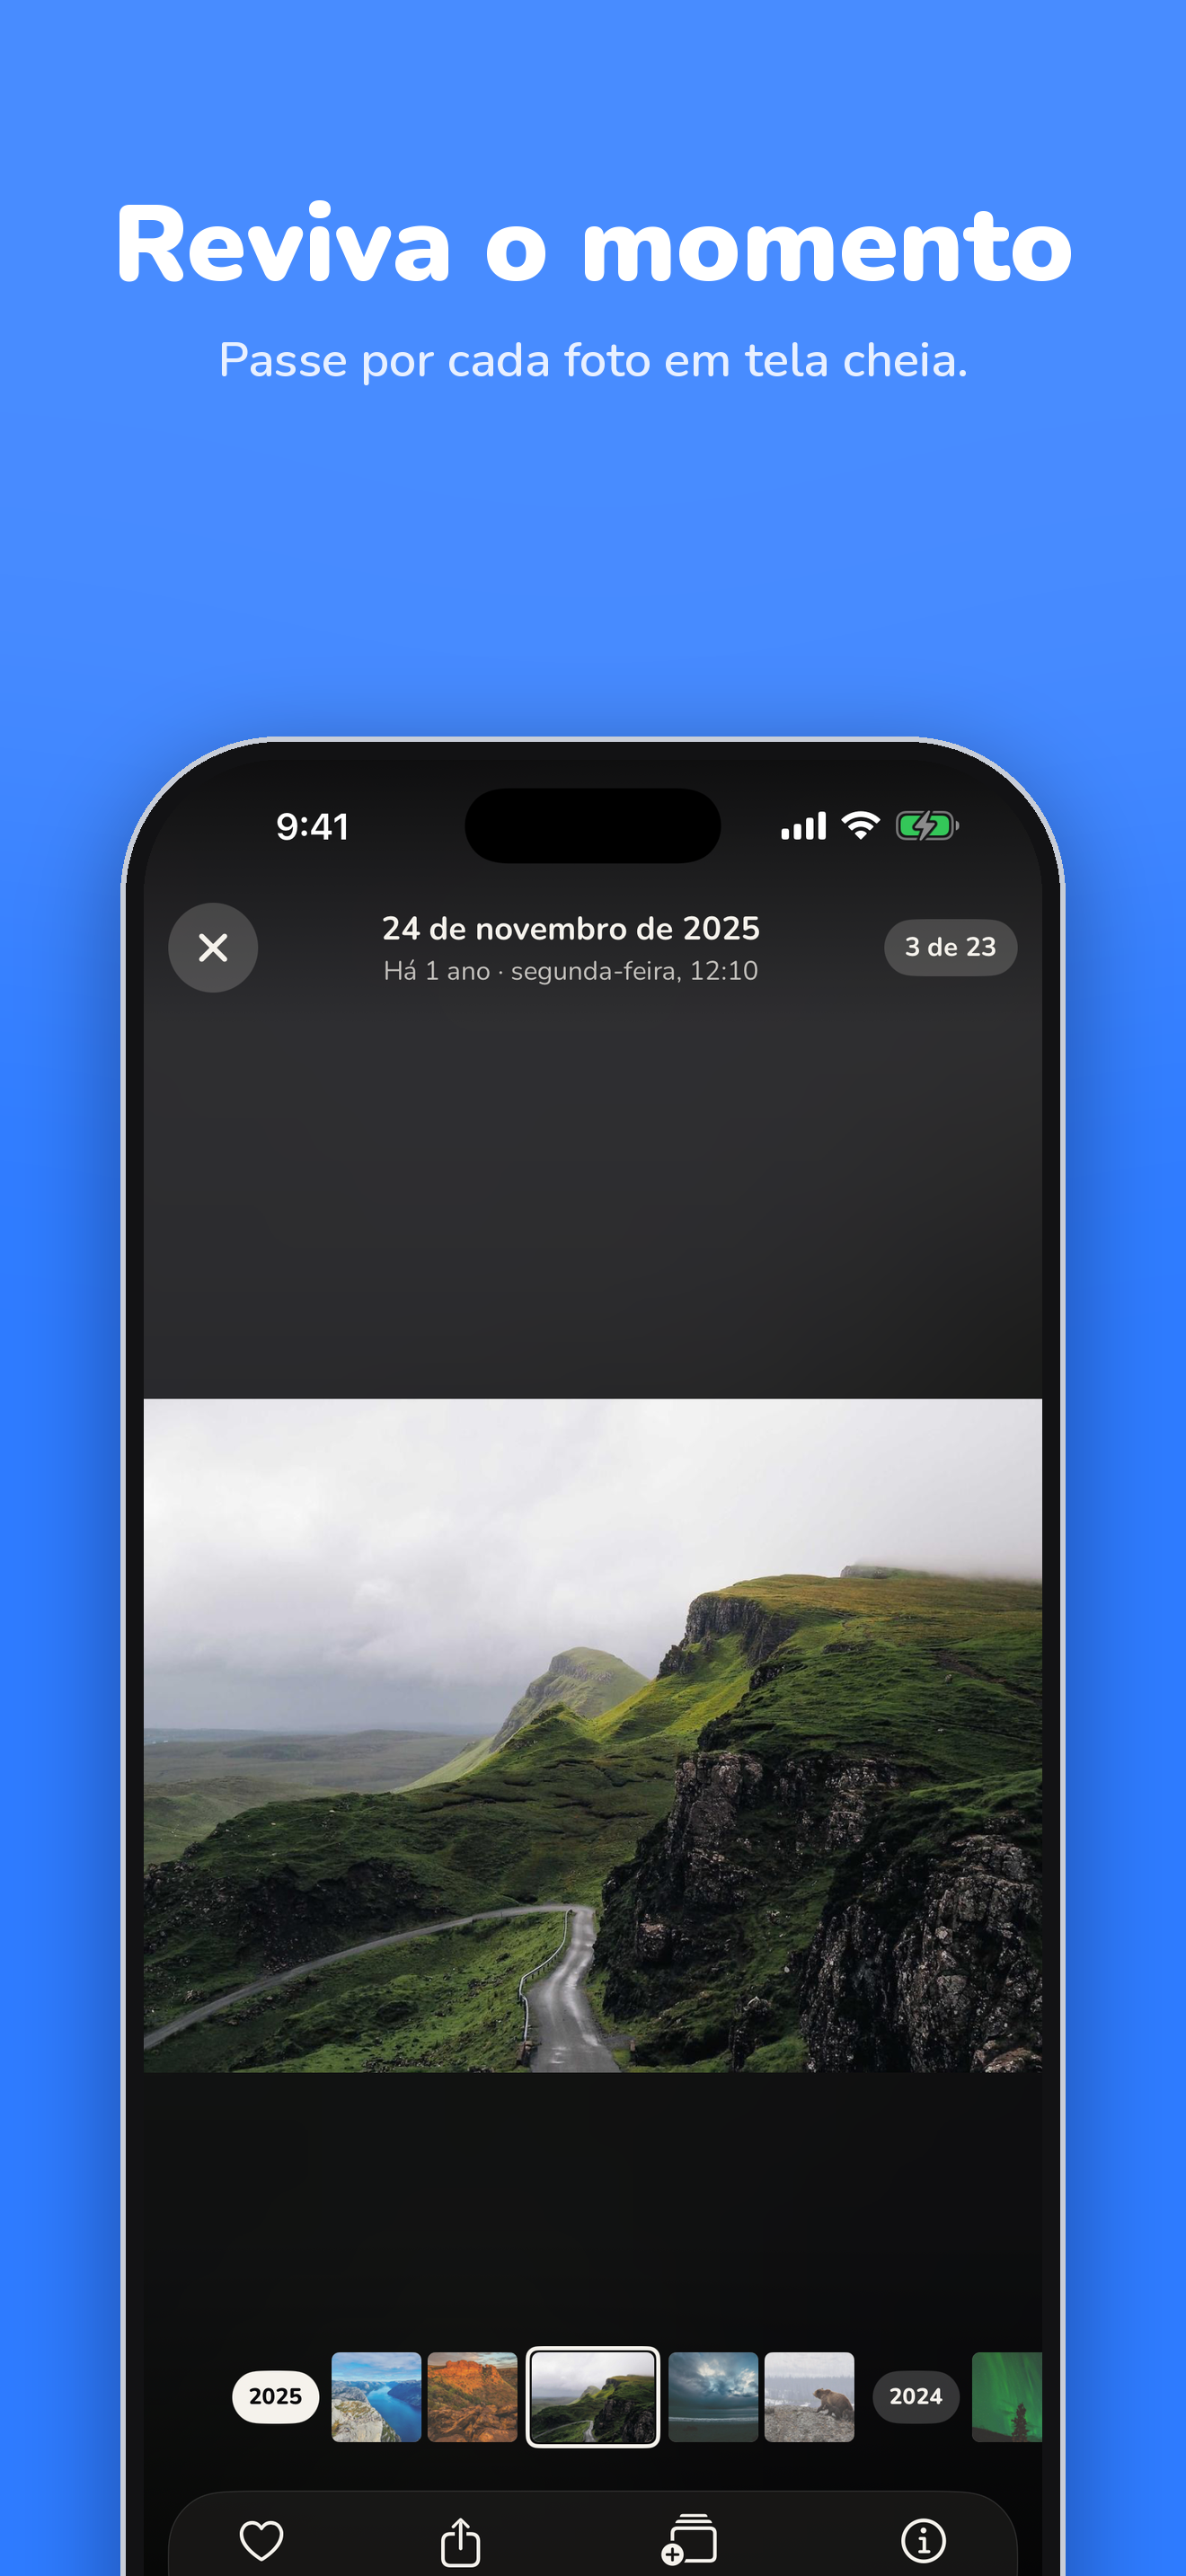 Reviva o momento
Passe por cada foto em tela cheia.
9:41
24 de novembro de 2025
Há 1 ano · segunda-feira, 12:10
3 de 23
2025
2024